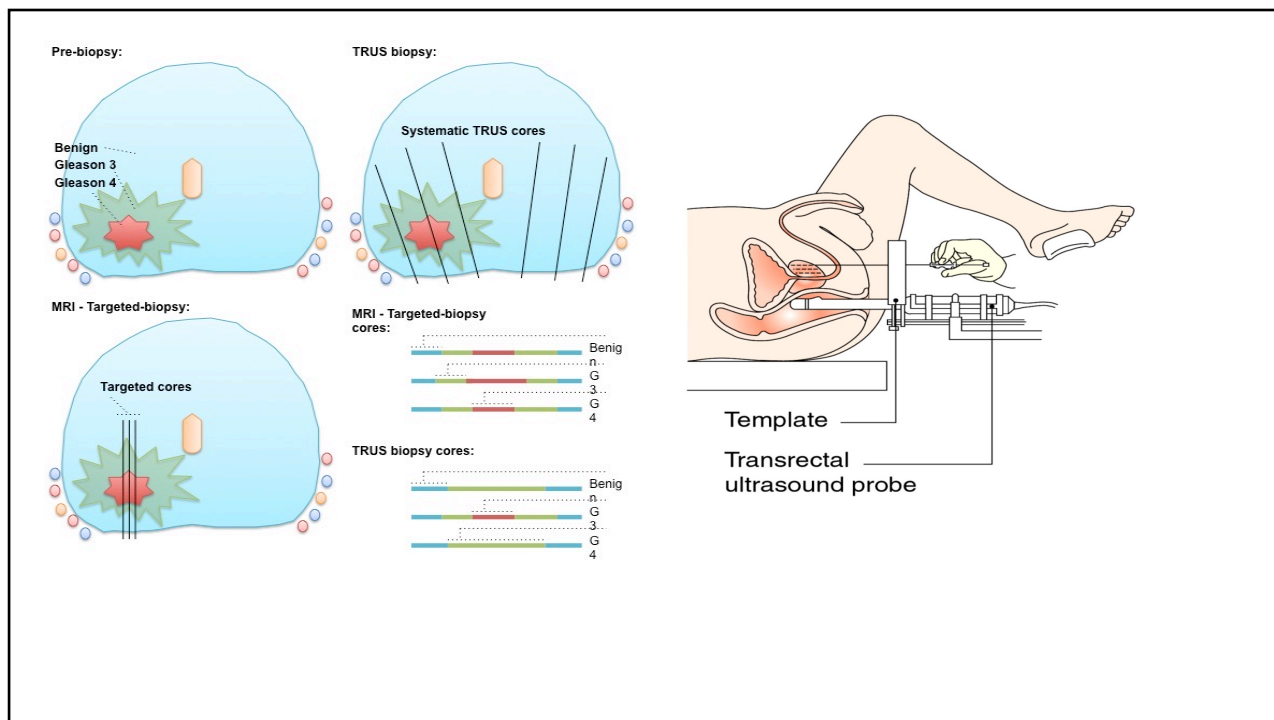 Pre-biopsy:
Benign
Gleason 3
Gleason 4
TRUS biopsy:
Systematic TRUS cores
MRI - Targeted-biopsy:
Targeted cores
MRI - Targeted-biopsy
cores:
Benig
n
G
3
G
4
TRUS biopsy cores:
Benig
n
G
3
G
4
Template
Transrectal
ultrasound probe